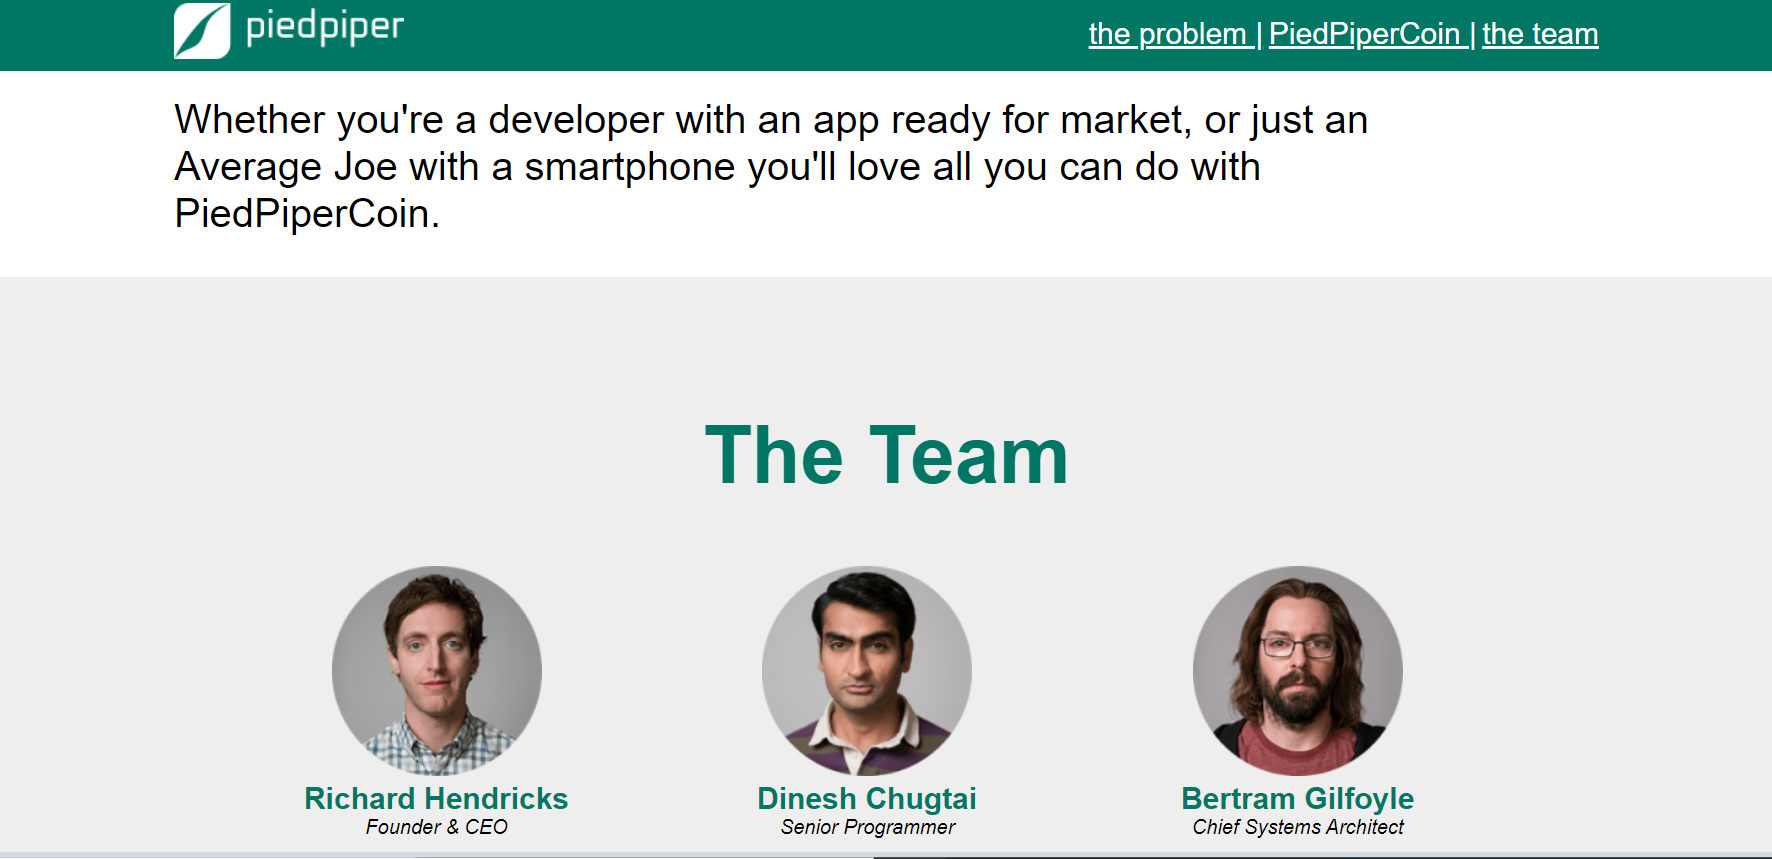 piedpiper
the problem | PiedPiperCoin | the team
Whether you're a developer with an app ready for market, or just an
Average Joe with a smartphone you'll love all you can do with
PiedPiperCoin.
The Team
Richard Hendricks
Founder & CEO
Dinesh Chugtai
Senior Programmer
Bertram Gilfoyle
Chief Systems Architect